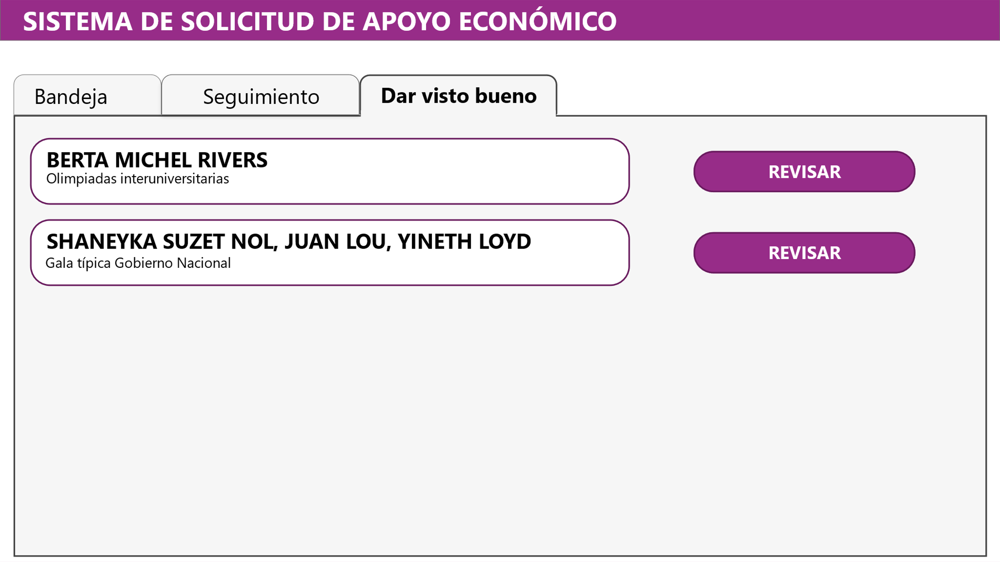 SISTEMA DE SOLICITUD DE APOYO ECONÓMICO
Bandeja
Seguimiento
Dar visto bueno
BERTA MICHEL RIVERS
Olimpiadas interuniversitarias
REVISAR
SHANEYKA SUZET NOL, JUAN LOU, YINETH LOYD
Gala típica Gobierno Nacional
REVISAR